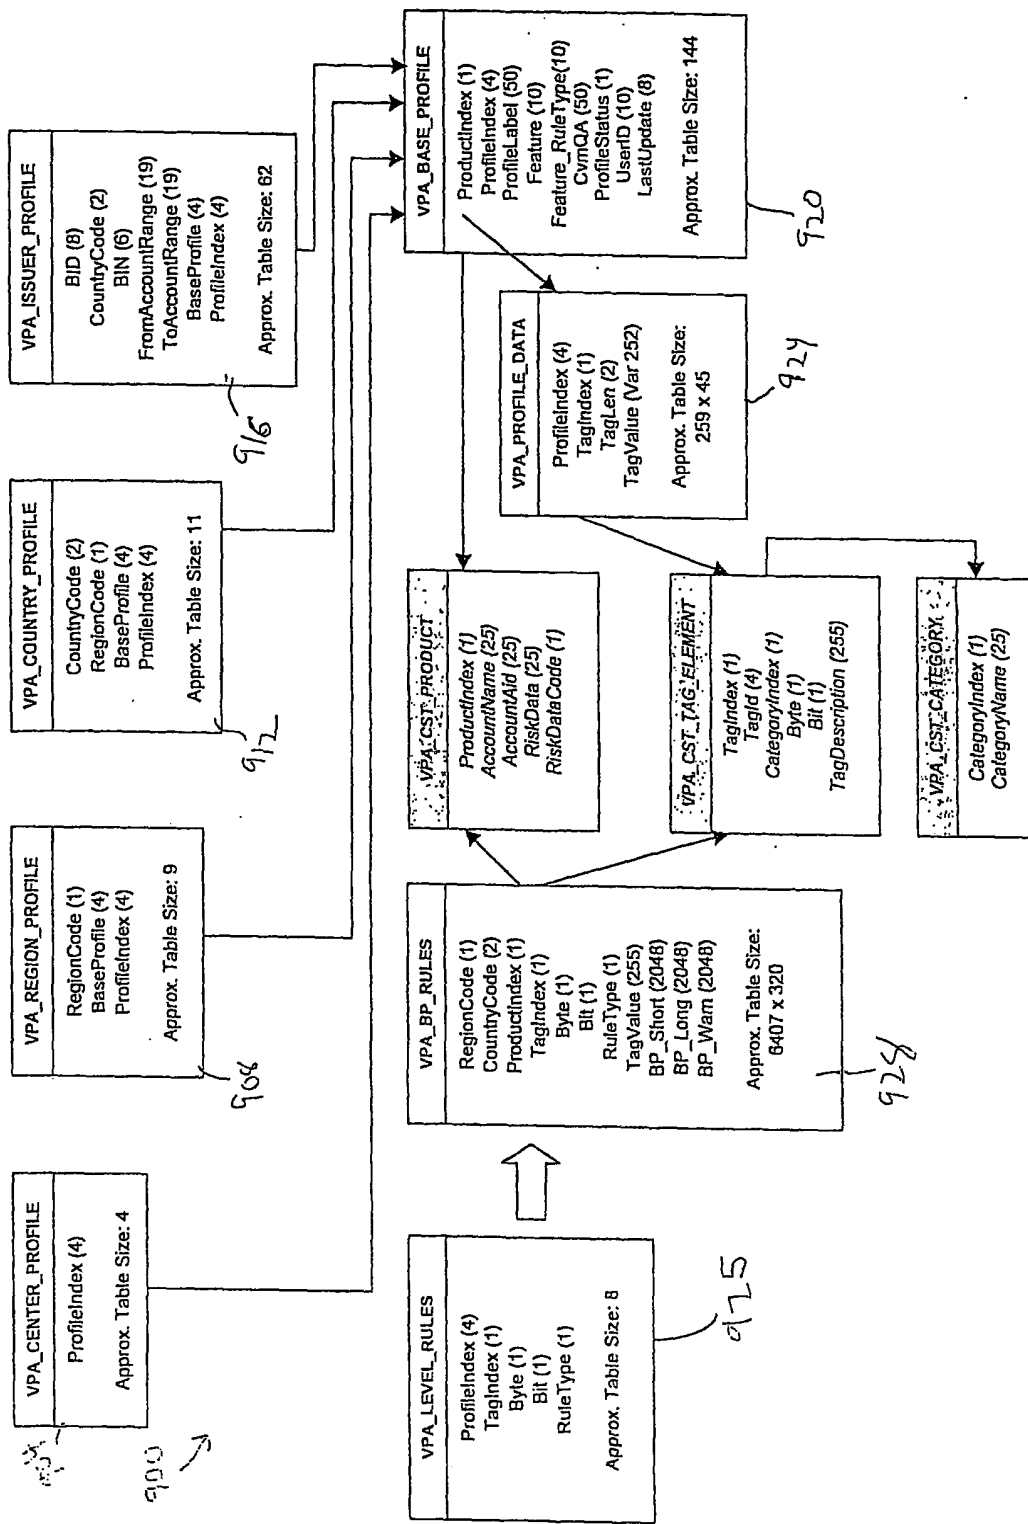 VPA_CENTER_PROFILE
ProfileIndex (4)
Approx. Table Size: 4
900
VPA_REGION_PROFILE
RegionCode (1)
BaseProfile (4)
ProfileIndex (4)
Approx. Table Size: 9
908
VPA_COUNTRY_PROFILE
CountryCode (2)
RegionCode (1)
BaseProfile (4)
ProfileIndex (4)
Approx. Table Size: 11
912
VPA_ISSUER_PROFILE
BID (8)
CountryCode (2)
BIN (6)
FromAccountRange (19)
ToAccountRange (19)
BaseProfile (4)
ProfileIndex (4)
Approx. Table Size: 62
916
VPA_LEVEL_RULES
ProfileIndex (4)
TagIndex (1)
Byte (1)
Bit (1)
RuleType (1)
Approx. Table Size: 8
925
VPA_BP_RULES
RegionCode (1)
CountryCode (2)
ProductIndex (1)
TagIndex (1)
Byte (1)
Bit (1)
RuleType (1)
TagValue (255)
BP_Short (2048)
BP_Long (2048)
BP_Warn (2048)
Approx. Table Size:
6407 x 320
928
VPA_CST_PRODUCT
ProductIndex (1)
AccountName (25)
AccountAid (25)
RiskData (25)
RiskDataCode (1)
VPA_CST_TAG_ELEMENT
TagIndex (1)
TagId (4)
CategoryIndex (1)
Byte (1)
Bit (1)
TagDescription (255)
VPA_CST_CATEGORY
CategoryIndex (1)
CategoryName (25)
VPA_PROFILE_DATA
ProfileIndex (4)
TagIndex (1)
TagLen (2)
TagValue (Var 252)
Approx. Table Size:
259 x 45
924
VPA_BASE_PROFILE
ProductIndex (1)
ProfileIndex (4)
ProfileLabel (50)
Feature (10)
Feature_RuleType(10)
CvmQA (50)
ProfileStatus (1)
UserID (10)
LastUpdate (8)
Approx. Table Size: 144
920